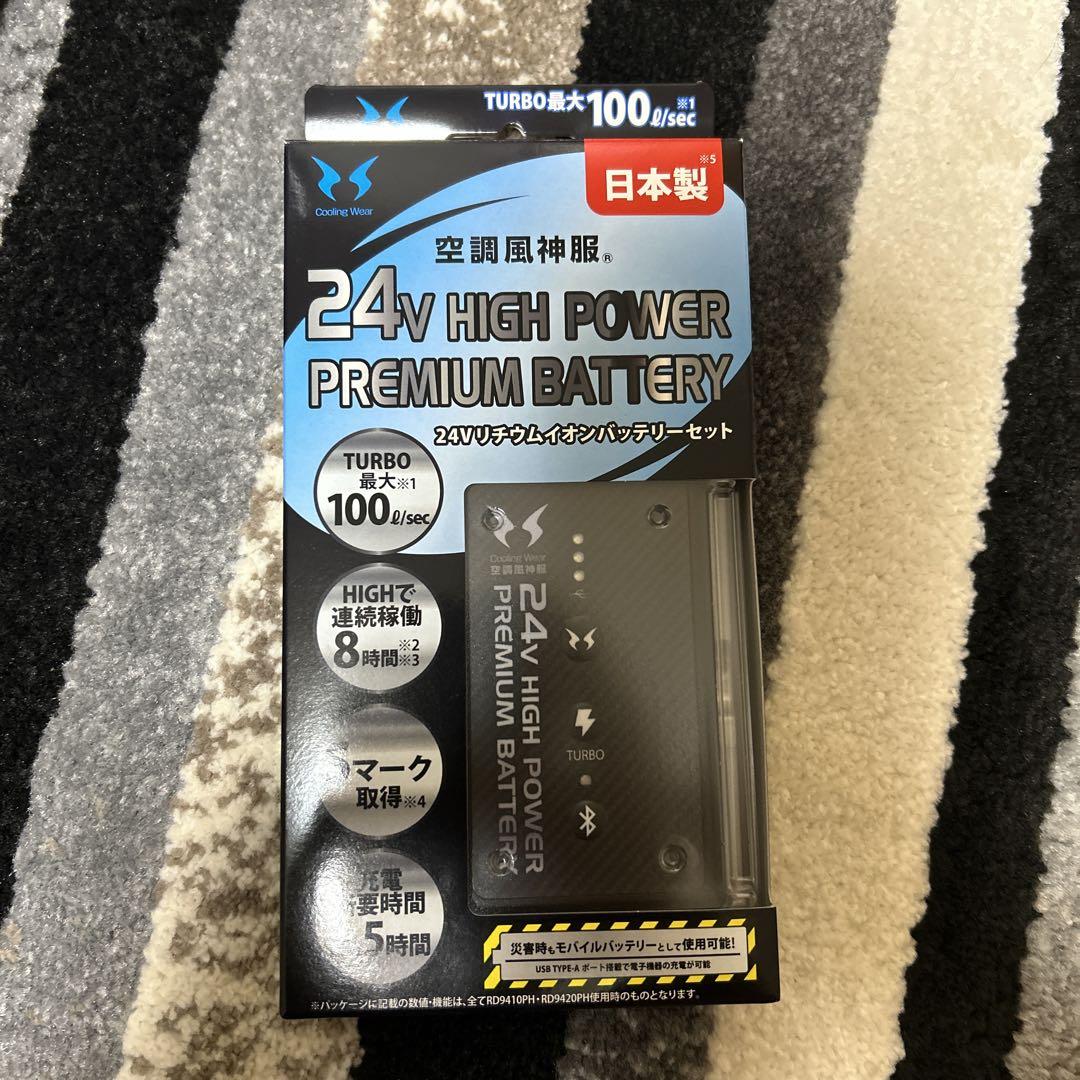 TURBO最大100ℓ/sec※1
Cooling Wear
日本製※5
空調風神服®
24V HIGH POWER
PREMIUM BATTERY
24Vリチウムイオンバッテリーセット
TURBO
最大※1
100ℓ/sec
HIGHで
連続稼働
8時間※2※3
マーク
取得※4
充電
所要時間
5時間
Cooling Wear
空調風神服
24V HIGH POWER
PREMIUM BATTERY
TURBO
災害時もモバイルバッテリーとして使用可能!
USB TYPE-A ポート搭載で電子機器の充電が可能
※パッケージに記載の数値・機能は、全てRD9410PH・RD9420PH使用時のものとなります。